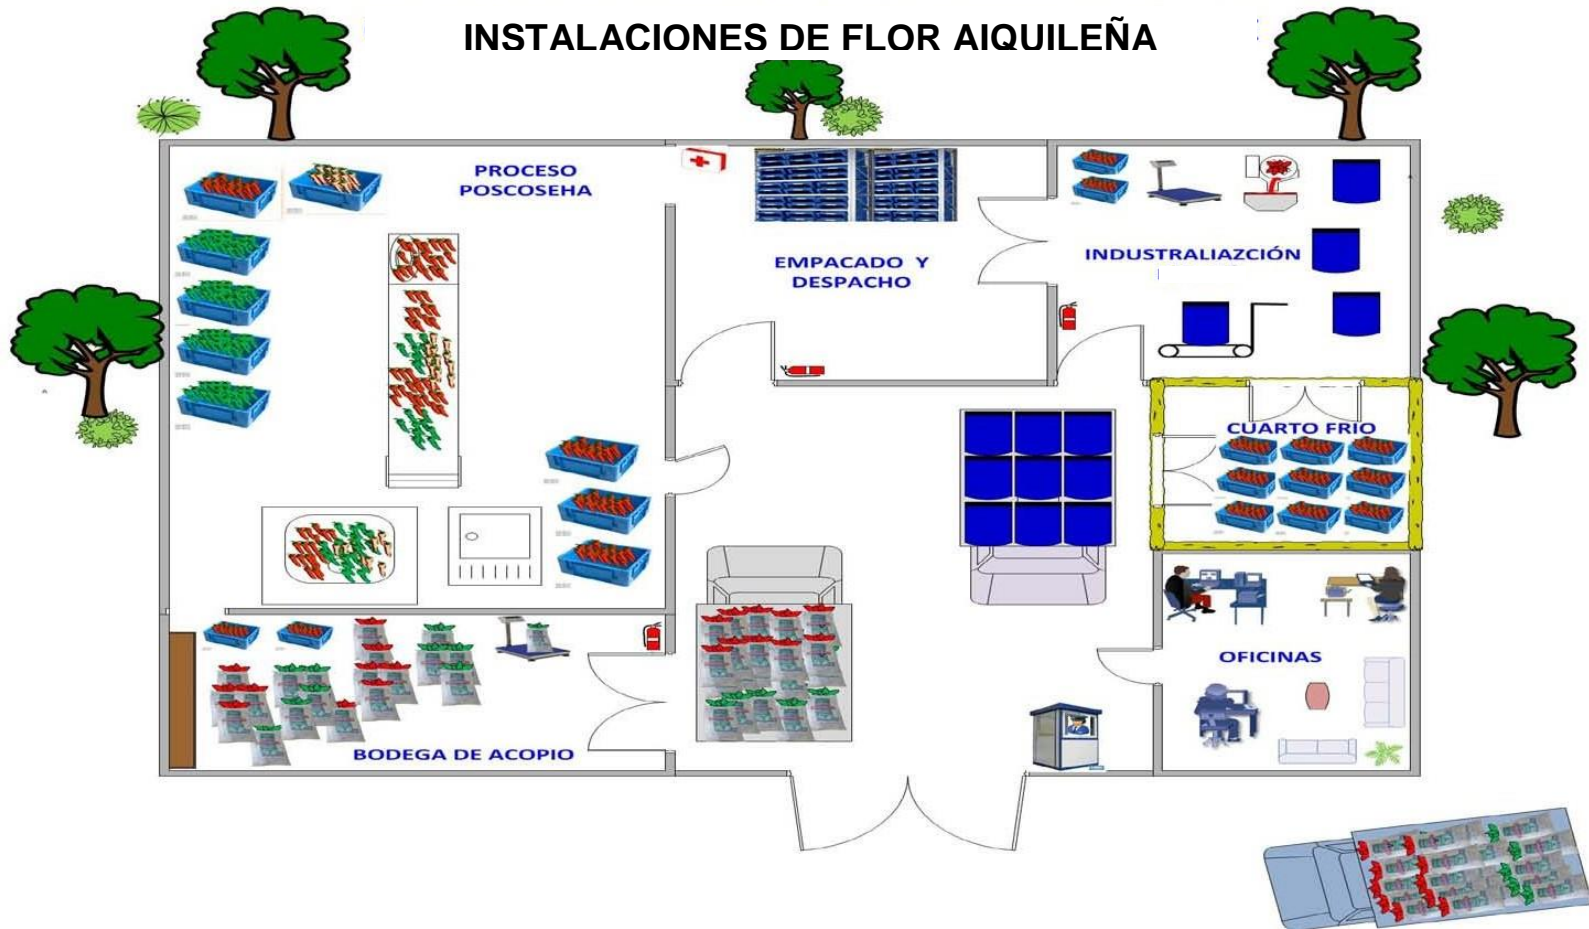 INSTALACIONES DE FLOR AIQUILEÑA
PROCESO
POSCOSEHA
EMPACADO Y
DESPACHO
INDUSTRALIAZCIÓN
CUARTO FRIO
OFICINAS
BODEGA DE ACOPIO